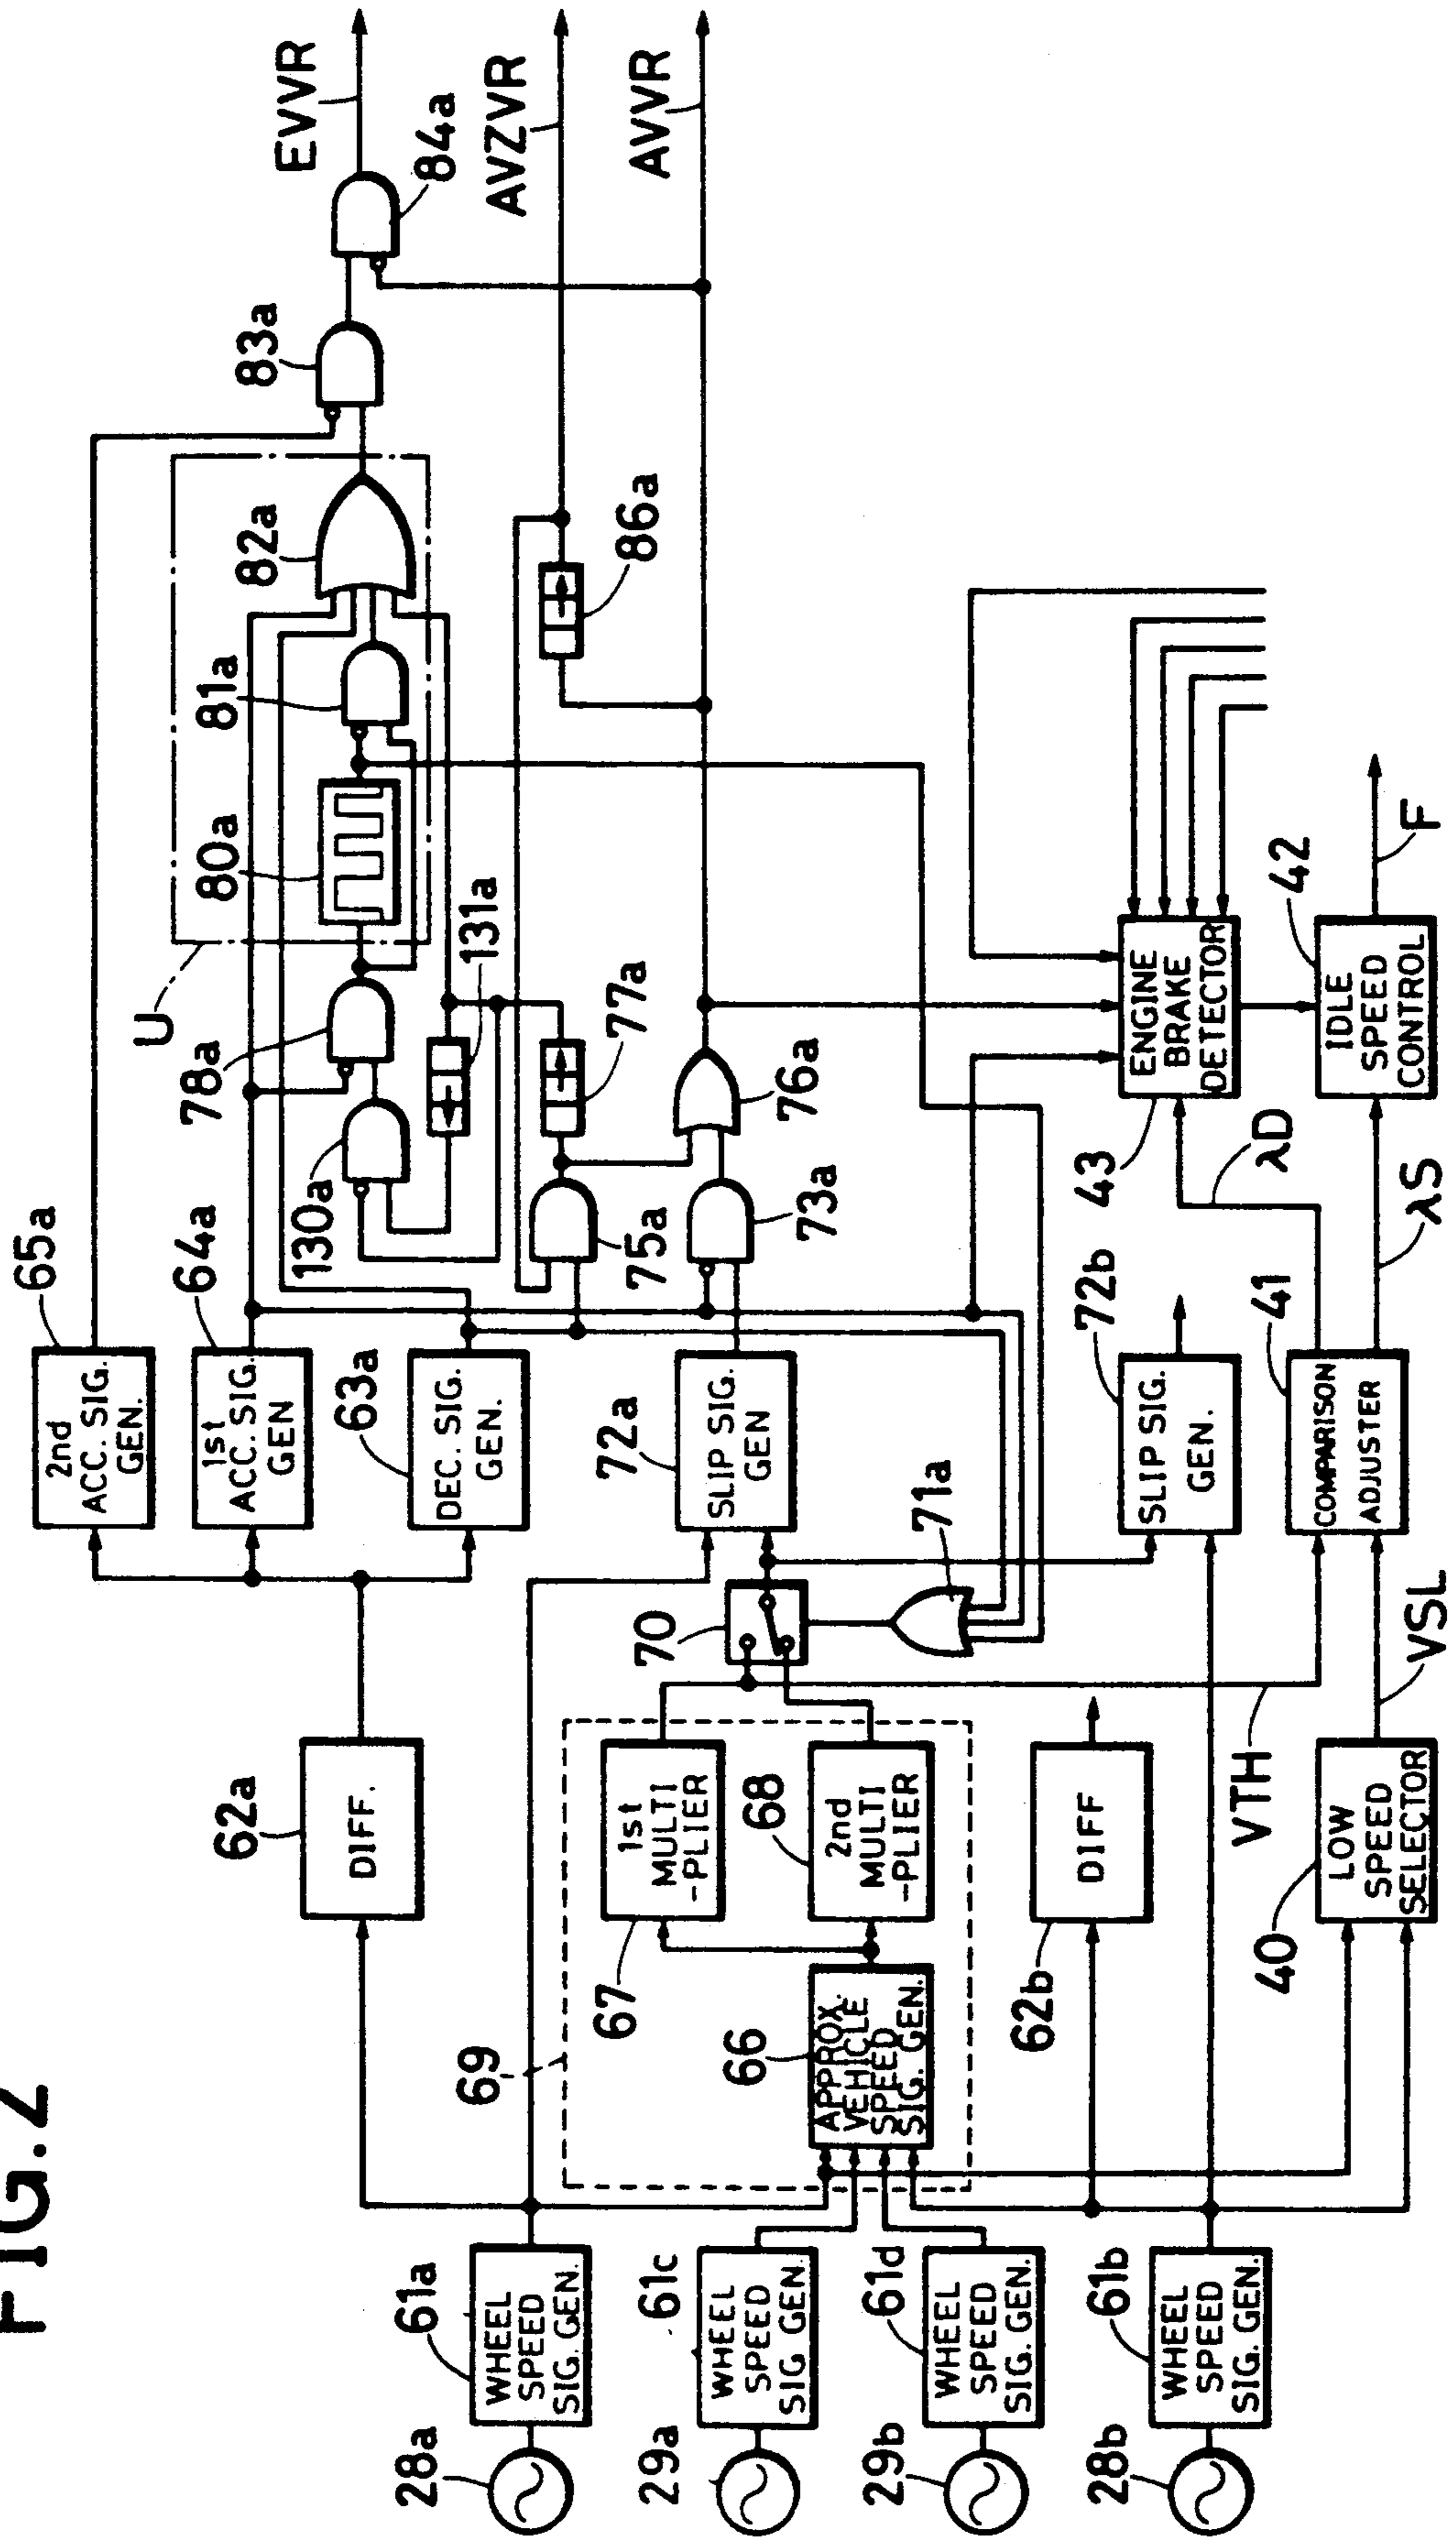 FIG. 2
65a
2nd
ACC. SIG.
GEN.
64a
1st
ACC. SIG.
GEN
63a
DEC. SIG.
GEN.
62a
DIFF.
U
78a
80a
81a
82a
83a
84a
EVVR
AVZVR
AVVR
130a
131a
77a
86a
75a
76a
73a
72a
SLIP SIG.
GEN
70
71a
69
67
1st
MULTI
-PLIER
68
2nd
MULTI
-PLIER
66
APPROX.
VEHICLE
SPEED
SIG. GEN.
62b
DIFF
72b
SLIP SIG.
GEN.
VTH
40
LOW
SPEED
SELECTOR
VSL
41
COMPARISON
ADJUSTER
λD
λS
43
ENGINE
BRAKE
DETECTOR
42
IDLE
SPEED
CONTROL
F
28a
61a
WHEEL
SPEED
SIG. GEN.
29a
61c
WHEEL
SPEED
SIG. GEN.
29b
61d
WHEEL
SPEED
SIG. GEN.
28b
61b
WHEEL
SPEED
SIG. GEN.